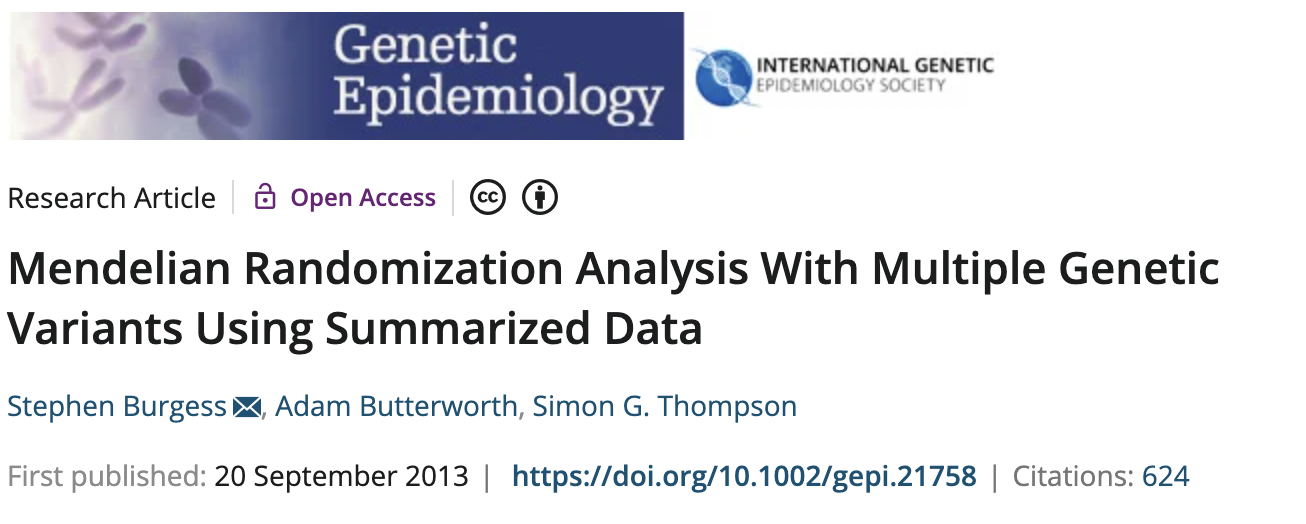 Genetic
Epidemiology
INTERNATIONAL GENETIC
EPIDEMIOLOGY SOCIETY
Research Article | Open Access | cc
Mendelian Randomization Analysis With Multiple Genetic
Variants Using Summarized Data
Stephen Burgess, Adam Butterworth, Simon G. Thompson
First published: 20 September 2013 | https://doi.org/10.1002/gepi.21758 | Citations: 624